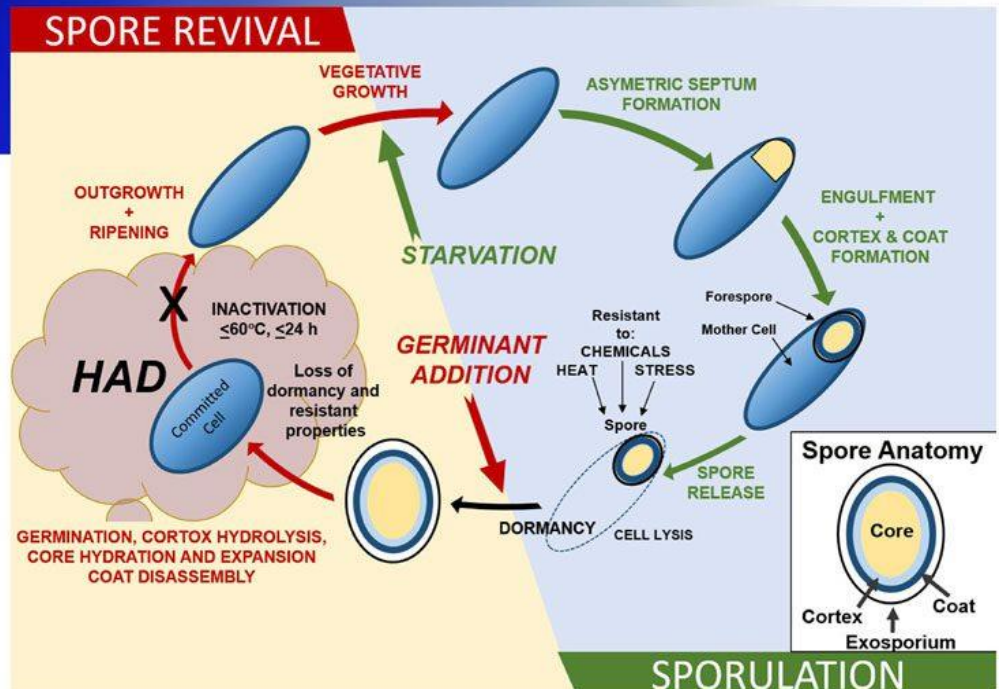 SPORE REVIVAL
VEGETATIVE
GROWTH
ASYMETRIC SEPTUM
FORMATION
OUTGROWTH
+
RIPENING
STARVATION
ENGULFMENT
+
CORTEX & COAT
FORMATION
X
INACTIVATION
≤60°C, ≤24 h
HAD
Committed
Cell
Loss of
dormancy and
resistant
properties
GERMINANT
ADDITION
Resistant
to:
CHEMICALS
HEAT
STRESS
Spore
Forespore
Mother Cell
SPORE
RELEASE
DORMANCY
CELL LYSIS
GERMINATION, CORTOX HYDROLYSIS,
CORE HYDRATION AND EXPANSION
COAT DISASSEMBLY
Spore Anatomy
Core
Cortex
Coat
Exosporium
SPORULATION